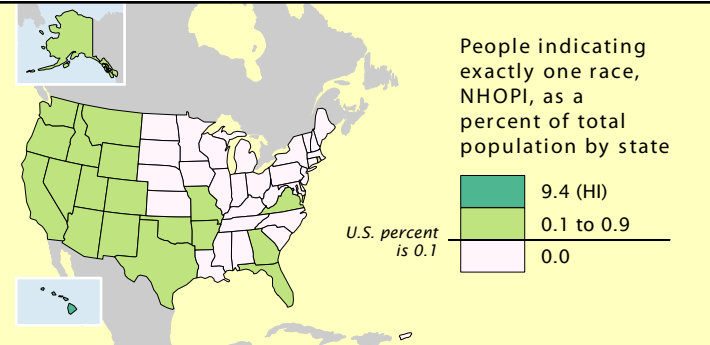 People indicating
exactly one race,
NHOPI, as a
percent of total
population by state
9.4 (HI)
0.1 to 0.9
U.S. percent
is 0.1
0.0